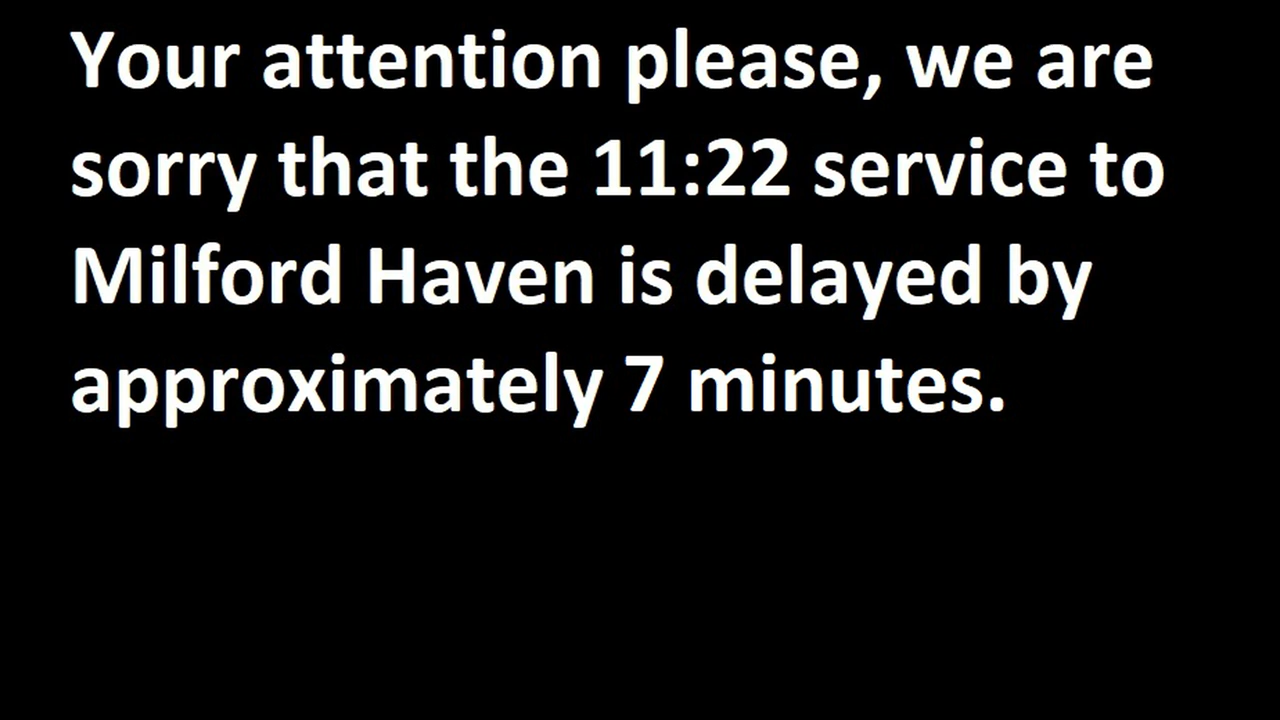 Your attention please, we are
sorry that the 11:22 service to
Milford Haven is delayed by
approximately 7 minutes.